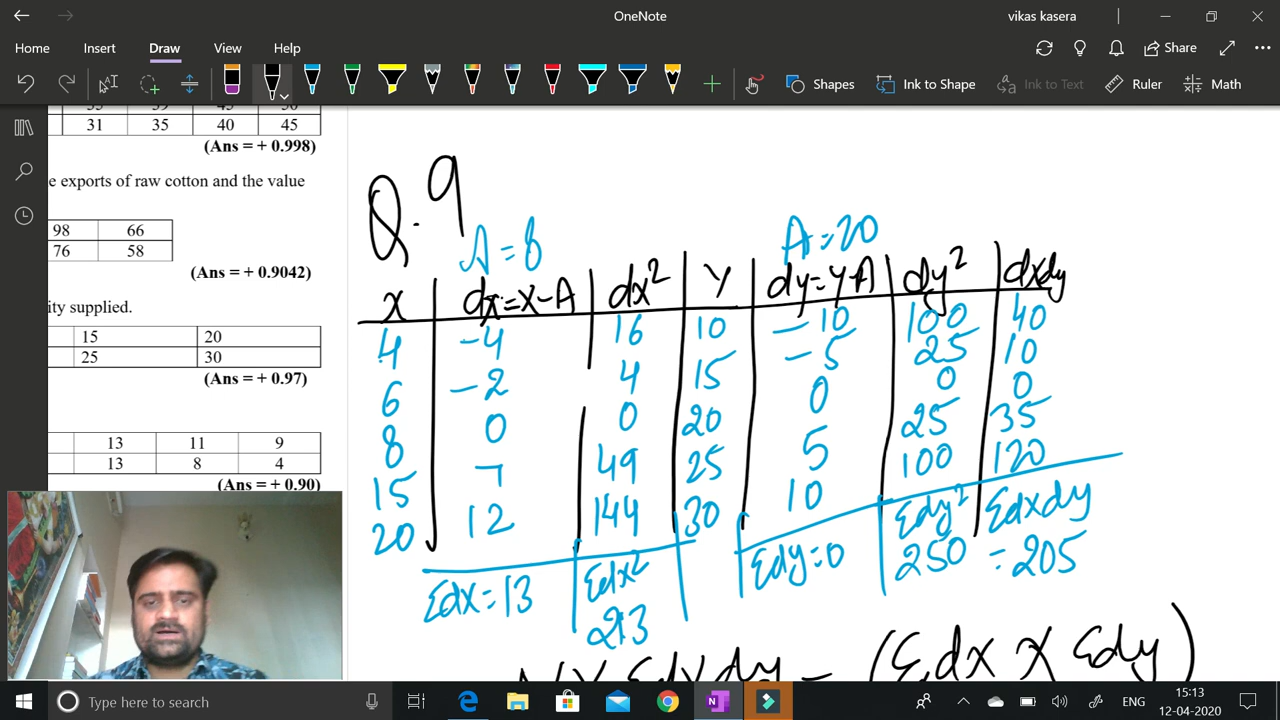 OneNote
vikas kasera
Home Insert Draw View Help
Share
Shapes Ink to Shape Ink to Text Ruler Math
31 35 40 45
(Ans = + 0.998)
e exports of raw cotton and the value
98 66
76 58
(Ans = + 0.9042)
ity supplied.
15 20
25 30
(Ans = + 0.97)
13 11 9
13 8 4
(Ans = + 0.90)
Q.9
A=8 A=20
x dx=X-A dx² Y dy=Y-A dy² dxdy
4 -4 16 10 -10 100 40
6 -2 4 15 -5 25 10
8 0 0 20 0 0 0
15 7 49 25 5 25 35
20 12 144 30 10 100 120
Σdx=13 Σdx² 213 Σdy=0 Σdy² 250 Σdxdy = 205
(Σdx X Σdy)
Type here to search
ENG
15:13
12-04-2020